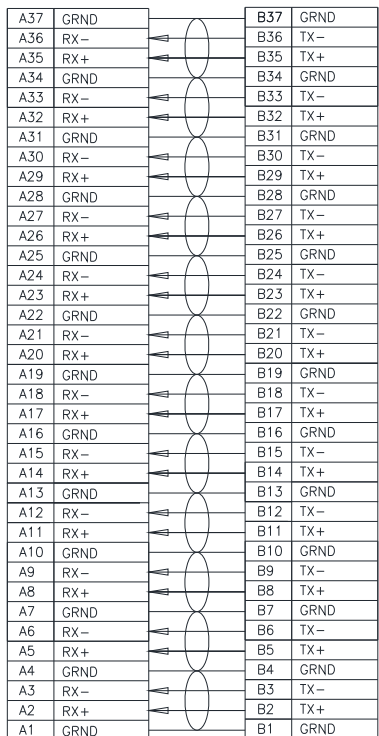 A37 GRND B37 GRND
A36 RX– B36 TX–
A35 RX+ B35 TX+
A34 GRND B34 GRND
A33 RX– B33 TX–
A32 RX+ B32 TX+
A31 GRND B31 GRND
A30 RX– B30 TX–
A29 RX+ B29 TX+
A28 GRND B28 GRND
A27 RX– B27 TX–
A26 RX+ B26 TX+
A25 GRND B25 GRND
A24 RX– B24 TX–
A23 RX+ B23 TX+
A22 GRND B22 GRND
A21 RX– B21 TX–
A20 RX+ B20 TX+
A19 GRND B19 GRND
A18 RX– B18 TX–
A17 RX+ B17 TX+
A16 GRND B16 GRND
A15 RX– B15 TX–
A14 RX+ B14 TX+
A13 GRND B13 GRND
A12 RX– B12 TX–
A11 RX+ B11 TX+
A10 GRND B10 GRND
A9 RX– B9 TX–
A8 RX+ B8 TX+
A7 GRND B7 GRND
A6 RX– B6 TX–
A5 RX+ B5 TX+
A4 GRND B4 GRND
A3 RX– B3 TX–
A2 RX+ B2 TX+
A1 GRND B1 GRND